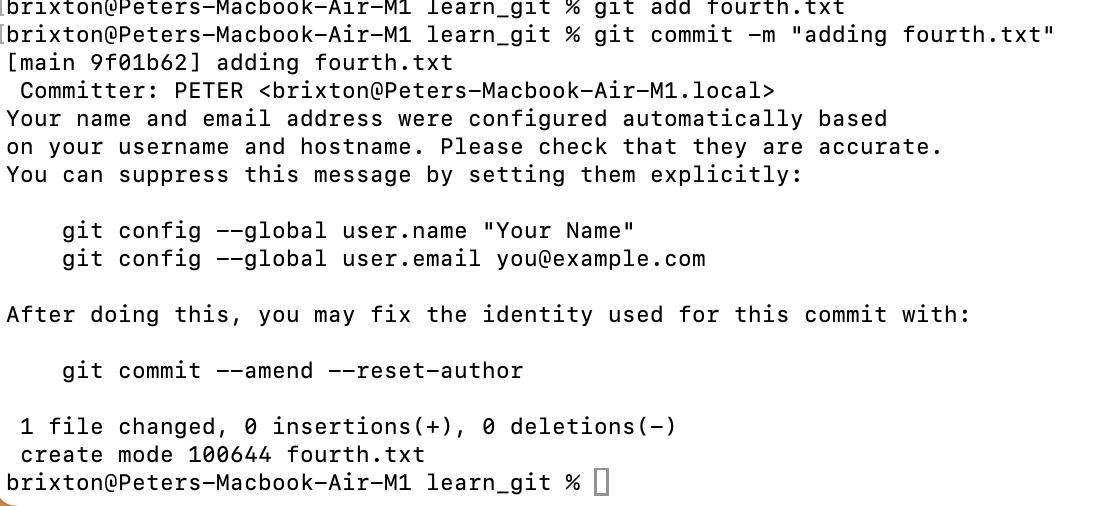 [brixton@Peters-Macbook-Air-M1 learn_git % git add fourth.txt
[brixton@Peters-Macbook-Air-M1 learn_git % git commit -m "adding fourth.txt"
[main 9f01b62] adding fourth.txt
 Committer: PETER <brixton@Peters-Macbook-Air-M1.local>
Your name and email address were configured automatically based
on your username and hostname. Please check that they are accurate.
You can suppress this message by setting them explicitly:

    git config --global user.name "Your Name"
    git config --global user.email you@example.com

After doing this, you may fix the identity used for this commit with:

    git commit --amend --reset-author

 1 file changed, 0 insertions(+), 0 deletions(-)
 create mode 100644 fourth.txt
brixton@Peters-Macbook-Air-M1 learn_git %